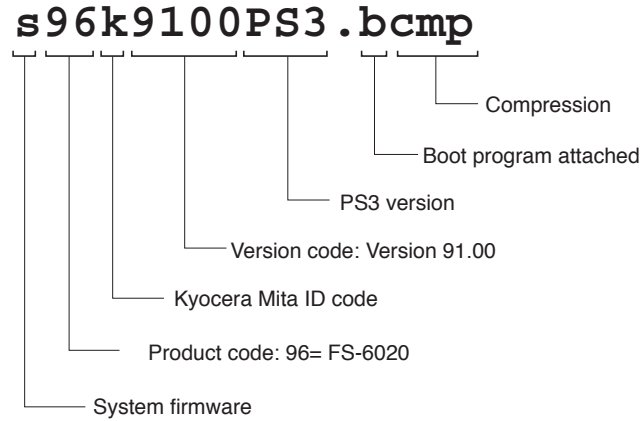 s96k9100PS3.bcmp
Compression
Boot program attached
PS3 version
Version code: Version 91.00
Kyocera Mita ID code
Product code: 96= FS-6020
System firmware